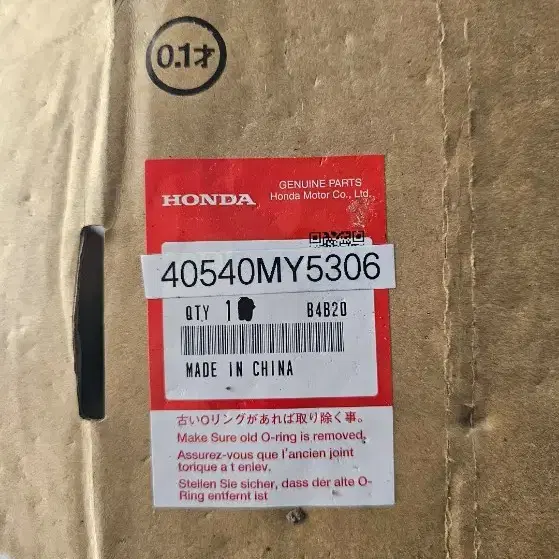 0.1才
GENUINE PARTS
HONDA Honda Motor Co., Ltd.
40540MY5306
QTY 1 B4B20
MADE IN CHINA
古いOリングがあれば取り除く事。
Make Sure old O-ring is removed.
Assurez-vous que l'ancien joint
torique a t enlev.
Stellen Sie sicher, dass der alte O-
Ring entfernt ist